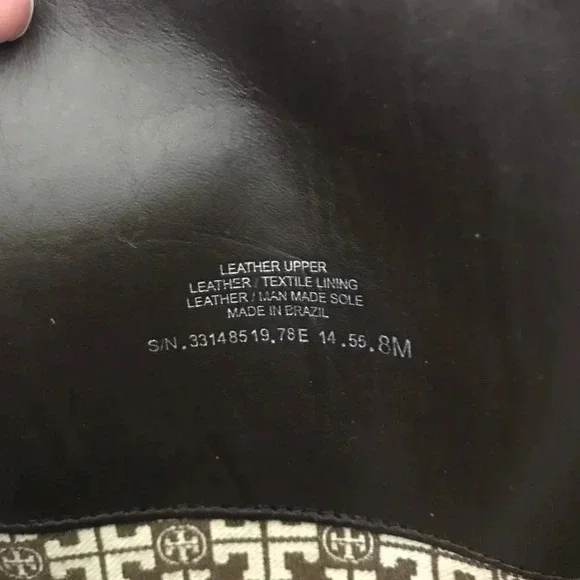 LEATHER UPPER
LEATHER / TEXTILE LINING
LEATHER / MAN MADE SOLE
MADE IN BRAZIL
S/N.33148519.78E 14.55.8M